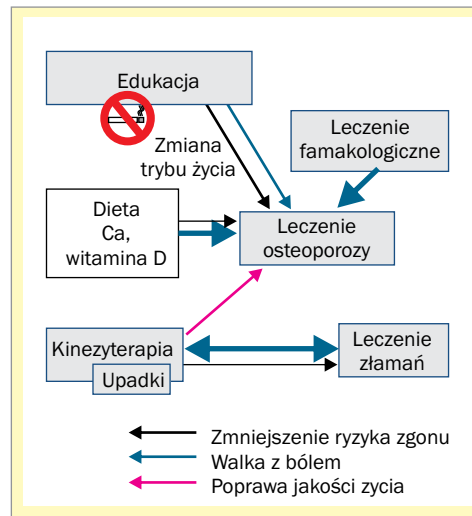 Edukacja
Zmiana
trybu życia
Leczenie
famakologiczne
Dieta
Ca,
witamina D
Leczenie
osteoporozy
Kinezyterapia
Upadki
Leczenie
złamań
Zmniejszenie ryzyka zgonu
Walka z bólem
Poprawa jakości zycia